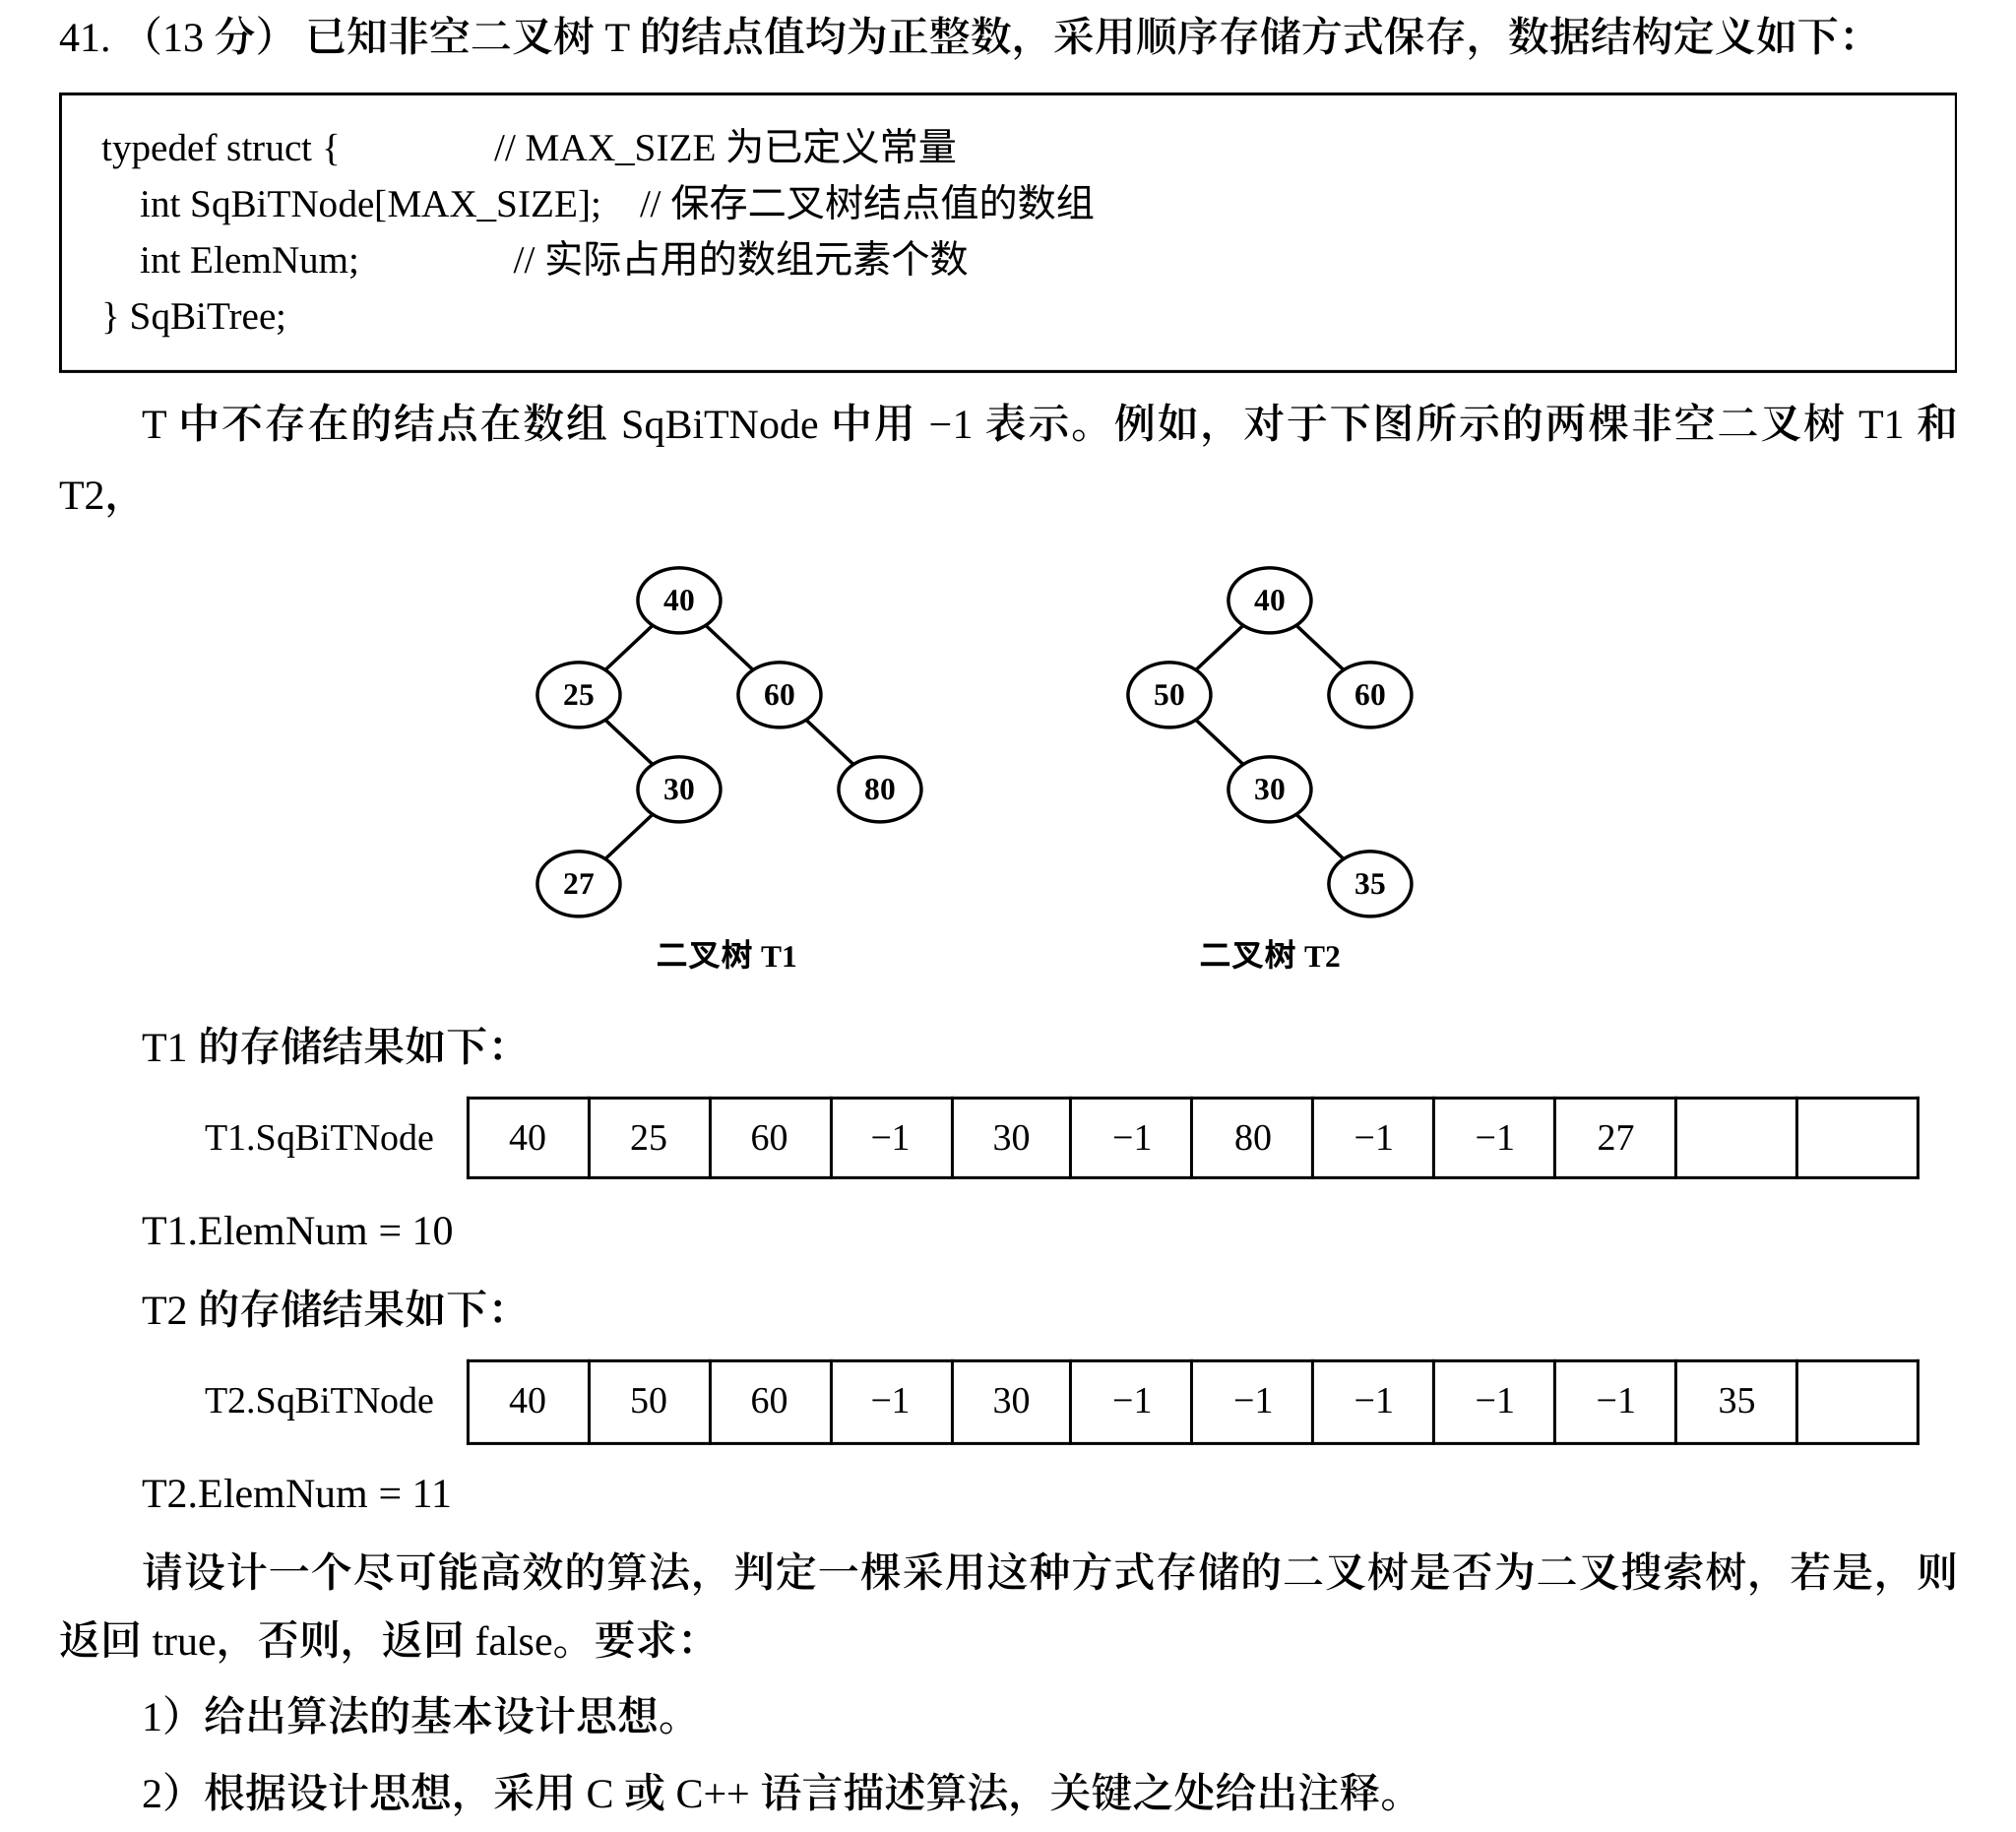 41. （13 分） 已知非空二叉树 T 的结点值均为正整数，采用顺序存储方式保存，数据结构定义如下：
typedef struct { // MAX_SIZE 为已定义常量
int SqBiTNode[MAX_SIZE]; // 保存二叉树结点值的数组
int ElemNum; // 实际占用的数组元素个数
} SqBiTree;
T 中不存在的结点在数组 SqBiTNode 中用 −1 表示。例如，对于下图所示的两棵非空二叉树 T1 和
T2，
40 40
25 60 50 60
30 80 30
27 35
二叉树 T1 二叉树 T2
T1 的存储结果如下：
T1.SqBiTNode 40 25 60 −1 30 −1 80 −1 −1 27
T1.ElemNum = 10
T2 的存储结果如下：
T2.SqBiTNode 40 50 60 −1 30 −1 −1 −1 −1 −1 35
T2.ElemNum = 11
请设计一个尽可能高效的算法，判定一棵采用这种方式存储的二叉树是否为二叉搜索树，若是，则
返回 true，否则，返回 false。要求：
1）给出算法的基本设计思想。
2）根据设计思想，采用 C 或 C++ 语言描述算法，关键之处给出注释。